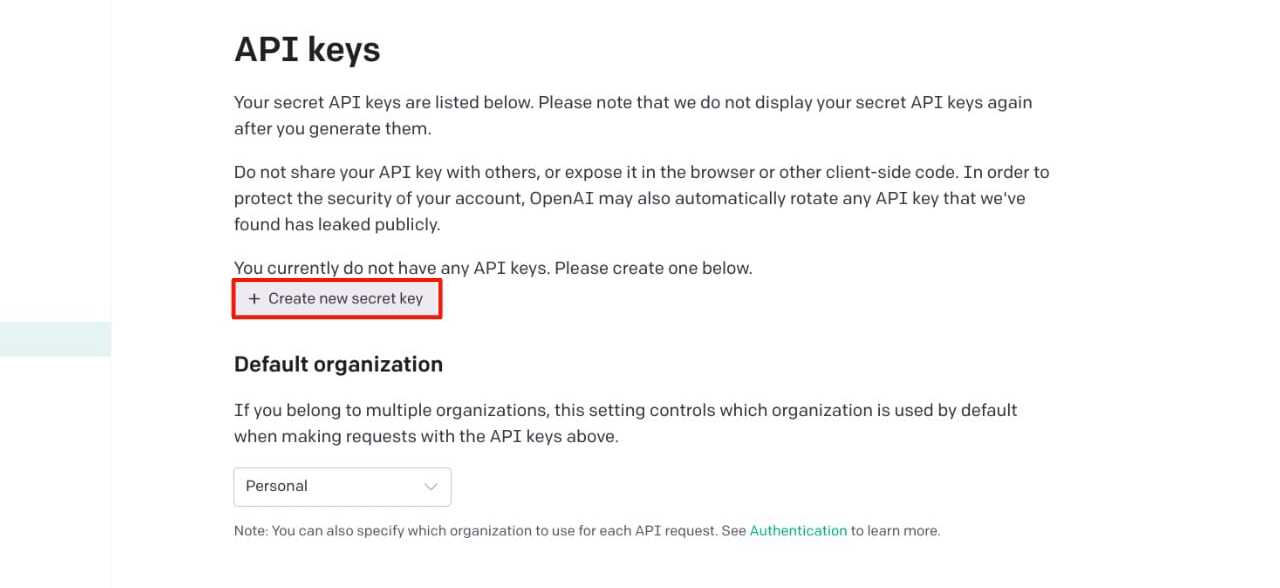 API keys
Your secret API keys are listed below. Please note that we do not display your secret API keys again
after you generate them.
Do not share your API key with others, or expose it in the browser or other client-side code. In order to
protect the security of your account, OpenAI may also automatically rotate any API key that we've
found has leaked publicly.
You currently do not have any API keys. Please create one below.
+ Create new secret key
Default organization
If you belong to multiple organizations, this setting controls which organization is used by default
when making requests with the API keys above.
Personal
Note: You can also specify which organization to use for each API request. See Authentication to learn more.